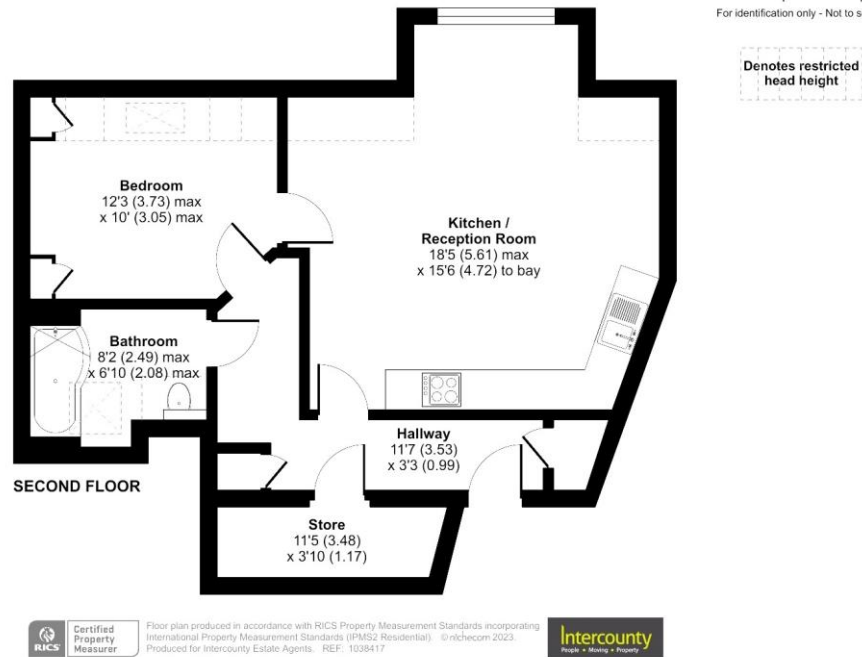 For identification only - Not to s
Denotes restricted
head height
Bedroom
12'3 (3.73) max
x 10' (3.05) max
Kitchen /
Reception Room
18'5 (5.61) max
x 15'6 (4.72) to bay
Bathroom
8'2 (2.49) max
x 6'10 (2.08) max
Hallway
11'7 (3.53)
x 3'3 (0.99)
SECOND FLOOR
Store
11'5 (3.48)
x 3'10 (1.17)
RICS
Certified
Property
Measurer
Floor plan produced in accordance with RICS Property Measurement Standards incorporating
International Property Measurement Standards (IPMS2 Residential). © nichecom 2023.
Produced for Intercounty Estate Agents. REF: 1038417
Intercounty
People • Moving • Property